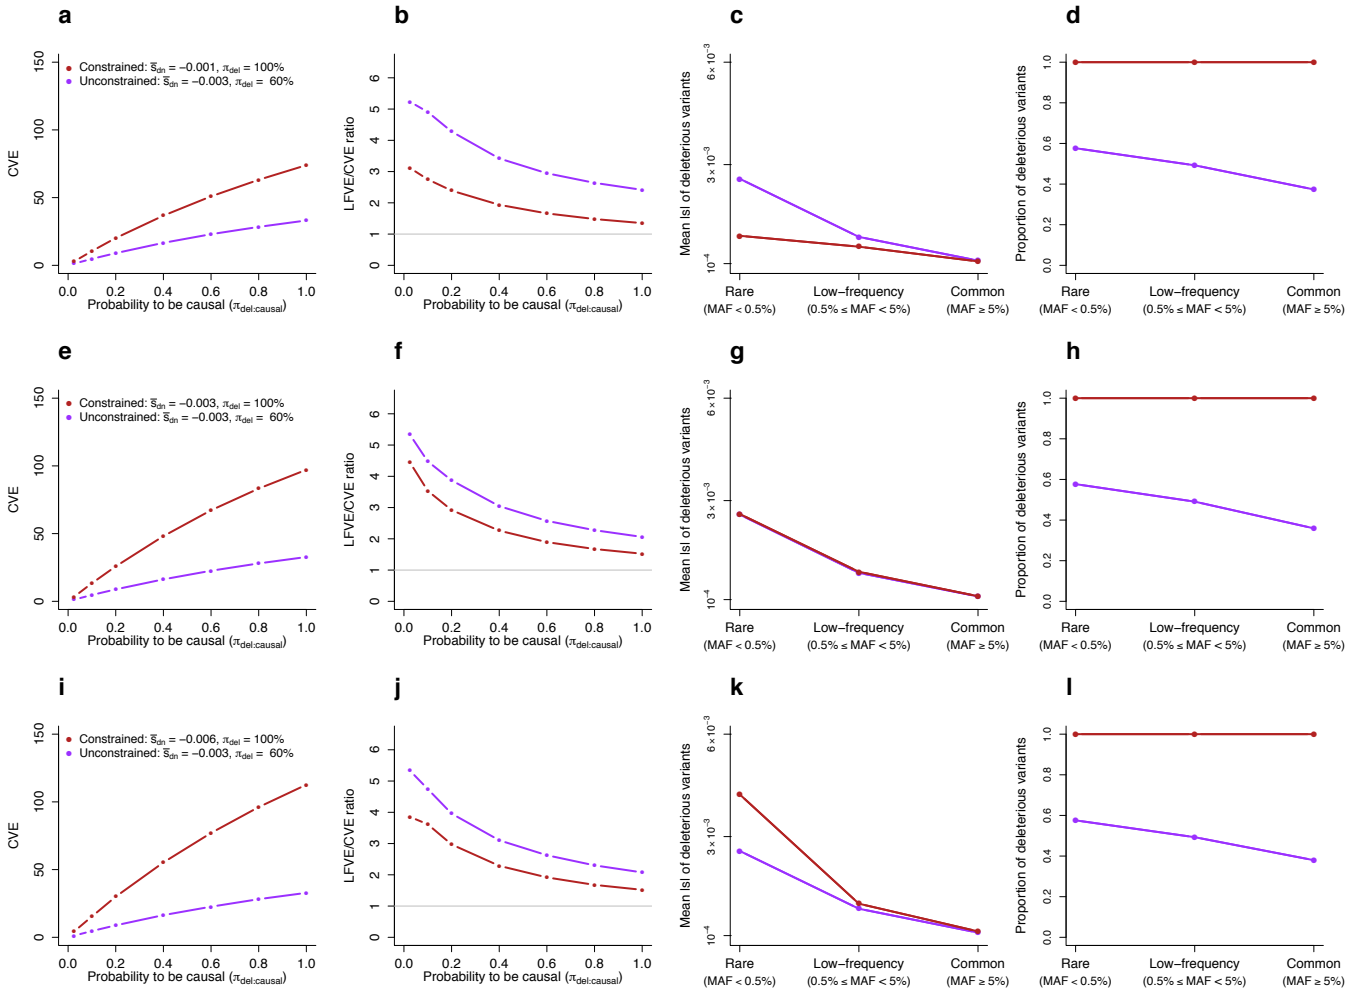 a
b
c
d
CVE
0
50
100
150
Constrained: s̅dn = −0.001, πdel = 100%
Unconstrained: s̅dn = −0.003, πdel = 60%
0.0 0.2 0.4 0.6 0.8 1.0
Probability to be causal (πdel:causal)
LFVE/CVE ratio
0 1 2 3 4 5 6
0.0 0.2 0.4 0.6 0.8 1.0
Probability to be causal (πdel:causal)
Mean |s| of deleterious variants
10⁻⁴
3×10⁻³
6×10⁻³
Rare Low−frequency Common
(MAF < 0.5%) (0.5% ≤ MAF < 5%) (MAF ≥ 5%)
Proportion of deleterious variants
0.0 0.2 0.4 0.6 0.8 1.0
Rare Low−frequency Common
(MAF < 0.5%) (0.5% ≤ MAF < 5%) (MAF ≥ 5%)
e
f
g
h
CVE
0
50
100
150
Constrained: s̅dn = −0.003, πdel = 100%
Unconstrained: s̅dn = −0.003, πdel = 60%
0.0 0.2 0.4 0.6 0.8 1.0
Probability to be causal (πdel:causal)
LFVE/CVE ratio
0 1 2 3 4 5 6
0.0 0.2 0.4 0.6 0.8 1.0
Probability to be causal (πdel:causal)
Mean |s| of deleterious variants
10⁻⁴
3×10⁻³
6×10⁻³
Rare Low−frequency Common
(MAF < 0.5%) (0.5% ≤ MAF < 5%) (MAF ≥ 5%)
Proportion of deleterious variants
0.0 0.2 0.4 0.6 0.8 1.0
Rare Low−frequency Common
(MAF < 0.5%) (0.5% ≤ MAF < 5%) (MAF ≥ 5%)
i
j
k
l
CVE
0
50
100
150
Constrained: s̅dn = −0.006, πdel = 100%
Unconstrained: s̅dn = −0.003, πdel = 60%
0.0 0.2 0.4 0.6 0.8 1.0
Probability to be causal (πdel:causal)
LFVE/CVE ratio
0 1 2 3 4 5 6
0.0 0.2 0.4 0.6 0.8 1.0
Probability to be causal (πdel:causal)
Mean |s| of deleterious variants
10⁻⁴
3×10⁻³
6×10⁻³
Rare Low−frequency Common
(MAF < 0.5%) (0.5% ≤ MAF < 5%) (MAF ≥ 5%)
Proportion of deleterious variants
0.0 0.2 0.4 0.6 0.8 1.0
Rare Low−frequency Common
(MAF < 0.5%) (0.5% ≤ MAF < 5%) (MAF ≥ 5%)